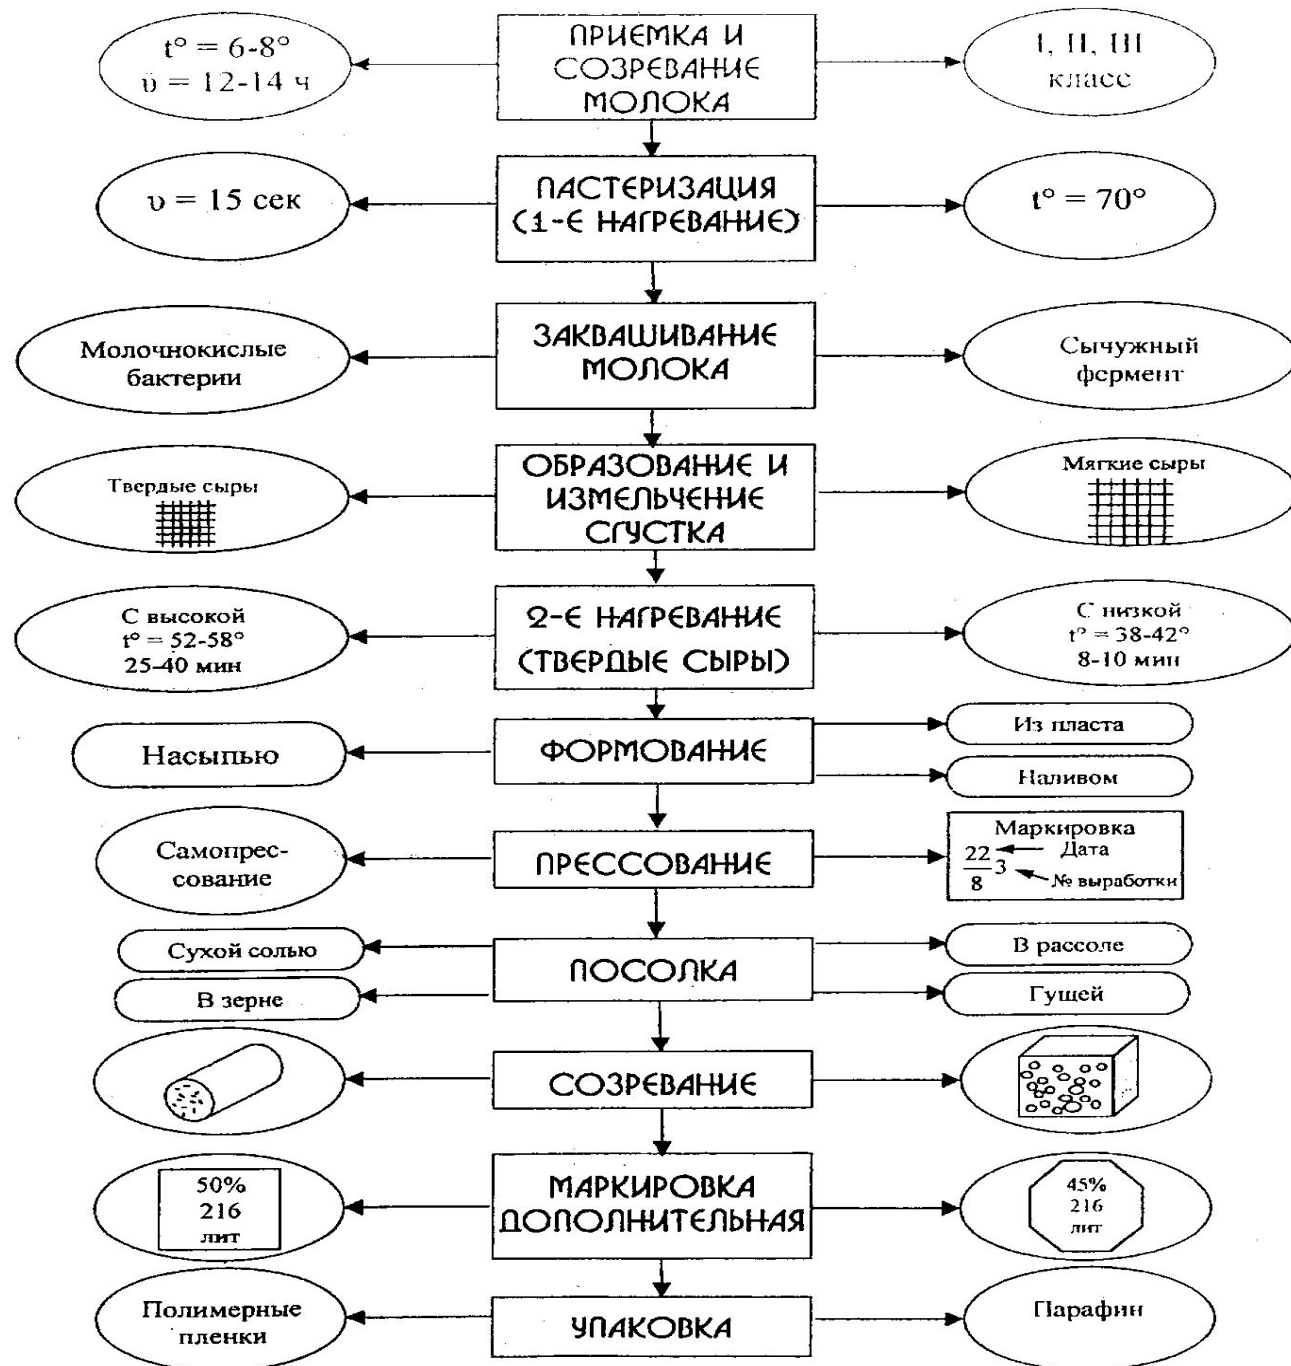 t° = 6-8°
υ = 12-14 ч
ПРИЕМКА И
СОЗРЕВАНИЕ
МОЛОКА
I, II, III
класс
υ = 15 сек
ПАСТЕРИЗАЦИЯ
(1-Е НАГРЕВАНИЕ)
t° = 70°
Молочнокислые
бактерии
ЗАКВАШИВАНИЕ
МОЛОКА
Сычужный
фермент
Твердые сыры
ОБРАЗОВАНИЕ И
ИЗМЕЛЬЧЕНИЕ
СГУСТКА
Мягкие сыры
С высокой
t° = 52-58°
25-40 мин
2-Е НАГРЕВАНИЕ
(ТВЕРДЫЕ СЫРЫ)
С низкой
t° = 38-42°
8-10 мин
Насыпью
ФОРМОВАНИЕ
Из пласта
Наливом
Самопрес-
сование
ПРЕССОВАНИЕ
Маркировка
22 Дата
8 3 № выработки
Сухой солью
В зерне
ПОСОЛКА
В рассоле
Гущей
СОЗРЕВАНИЕ
50%
216
лит
МАРКИРОВКА
ДОПОЛНИТЕЛЬНАЯ
45%
216
лит
Полимерные
пленки
УПАКОВКА
Парафин